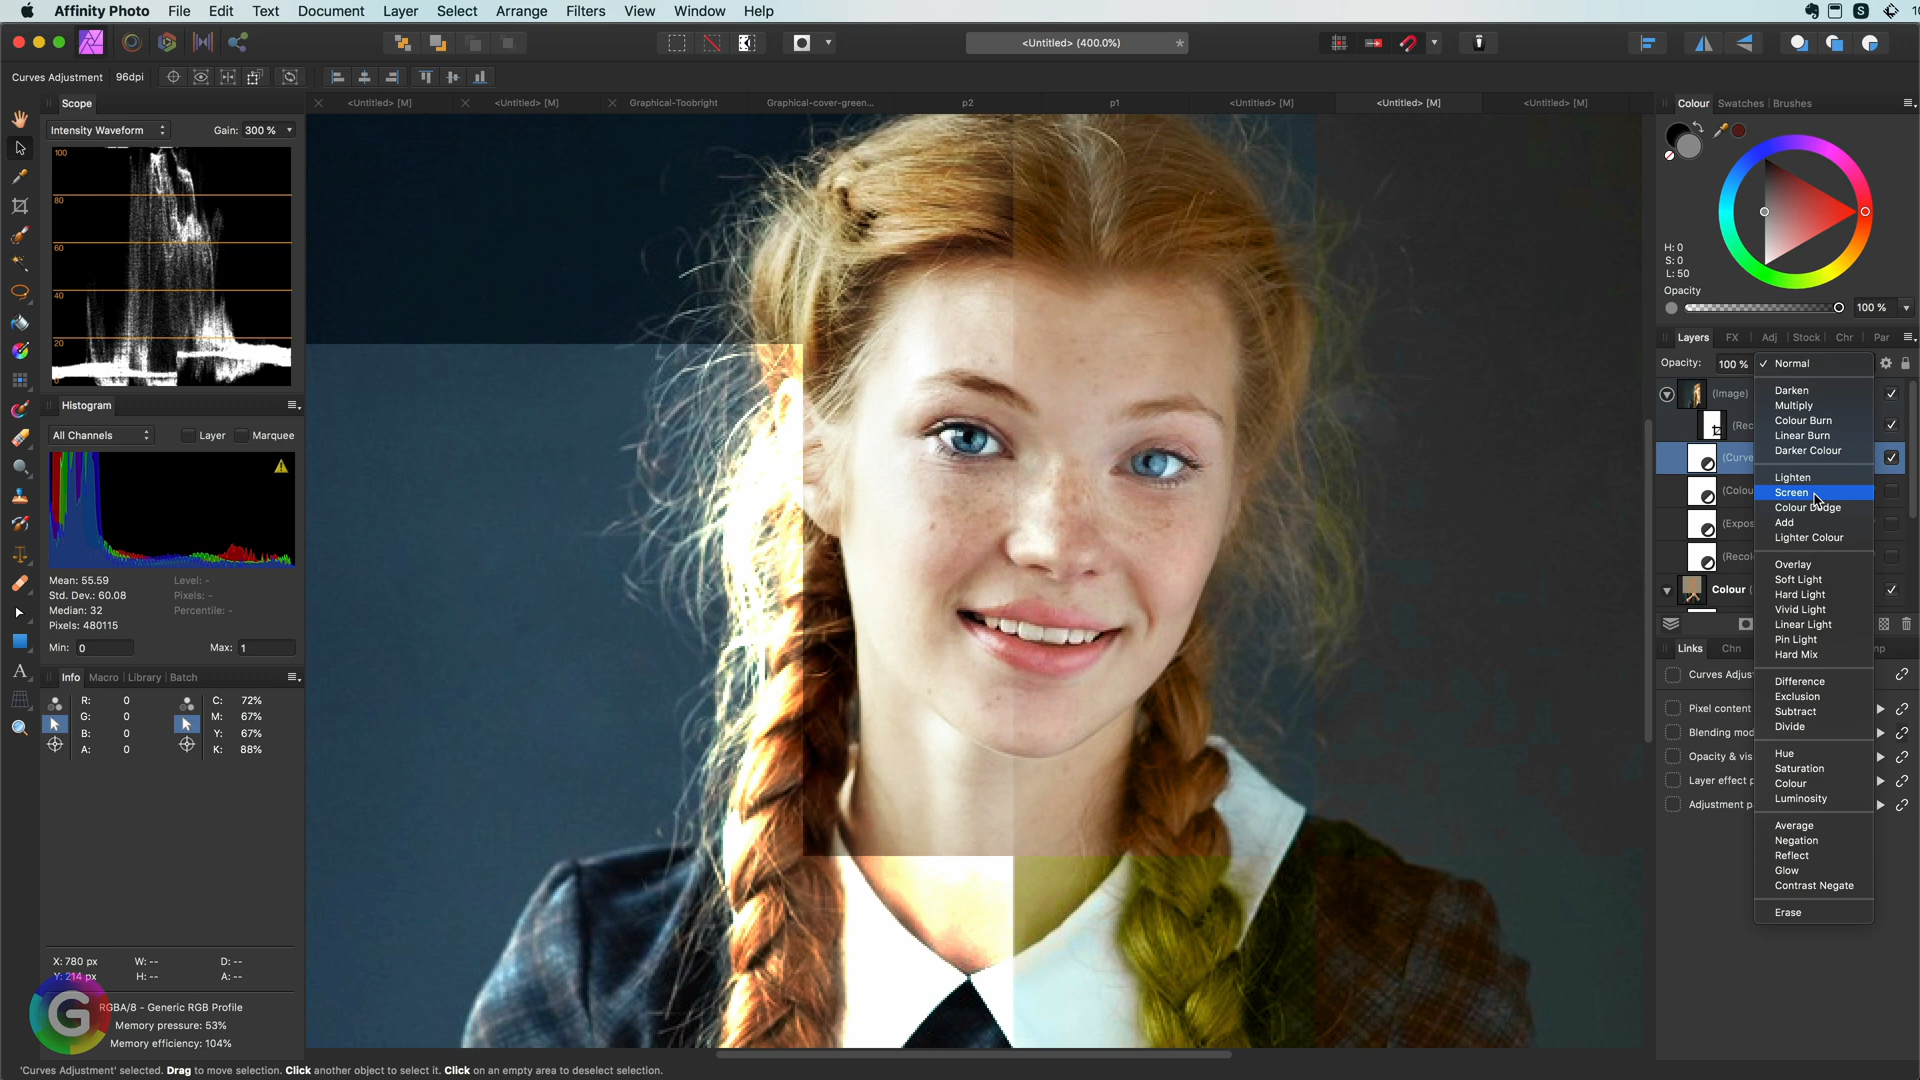 Affinity Photo File Edit Text Document Layer Select Arrange Filters View Window Help
<Untitled> (400.0%) *
Curves Adjustment 96dpi
Scope
<Untitled> [M] <Untitled> [M] Graphical-Toobright Graphical-cover-green... p2 p1 <Untitled> [M] <Untitled> [M] <Untitled> [M]
Colour Swatches Brushes
Intensity Waveform Gain: 300 %
100
80
60
40
20
0
H: 0
S: 0
L: 50
Opacity
100 %
Layers FX Adj Stock Chr Par
Opacity: 100 %
Normal
Darken
Multiply
Colour Burn
Linear Burn
Darker Colour
Lighten
Screen
Colour Dodge
Add
Lighter Colour
Overlay
Soft Light
Hard Light
Vivid Light
Linear Light
Pin Light
Hard Mix
Difference
Exclusion
Subtract
Divide
Hue
Saturation
Colour
Luminosity
Average
Negation
Reflect
Glow
Contrast Negate
Erase
(Image)
(Rec
(Curve
(Colou
(Expos
(Recol
Colour (
Links Chn
Curves Adjus
Pixel content
Blending mod
Opacity & vis
Layer effect p
Adjustment p
Histogram
All Channels Layer Marquee
Mean: 55.59
Std. Dev.: 60.08
Median: 32
Pixels: 480115
Level: -
Pixels: -
Percentile: -
Min: 0 Max: 1
Info Macro Library Batch
R: 0 C: 72%
G: 0 M: 67%
B: 0 Y: 67%
A: 0 K: 88%
X: 780 px W: -- D: --
Y: 214 px H: -- A: --
G
RGBA/8 - Generic RGB Profile
Memory pressure: 53%
Memory efficiency: 104%
'Curves Adjustment' selected. Drag to move selection. Click another object to select it. Click on an empty area to deselect selection.